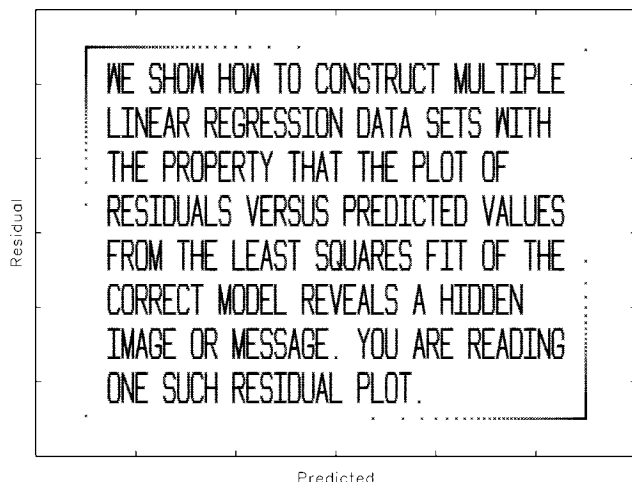 WE SHOW HOW TO CONSTRUCT MULTIPLE
LINEAR REGRESSION DATA SETS WITH
THE PROPERTY THAT THE PLOT OF
RESIDUALS VERSUS PREDICTED VALUES
FROM THE LEAST SQUARES FIT OF THE
CORRECT MODEL REVEALS A HIDDEN
IMAGE OR MESSAGE. YOU ARE READING
ONE SUCH RESIDUAL PLOT.
Residual
Predicted